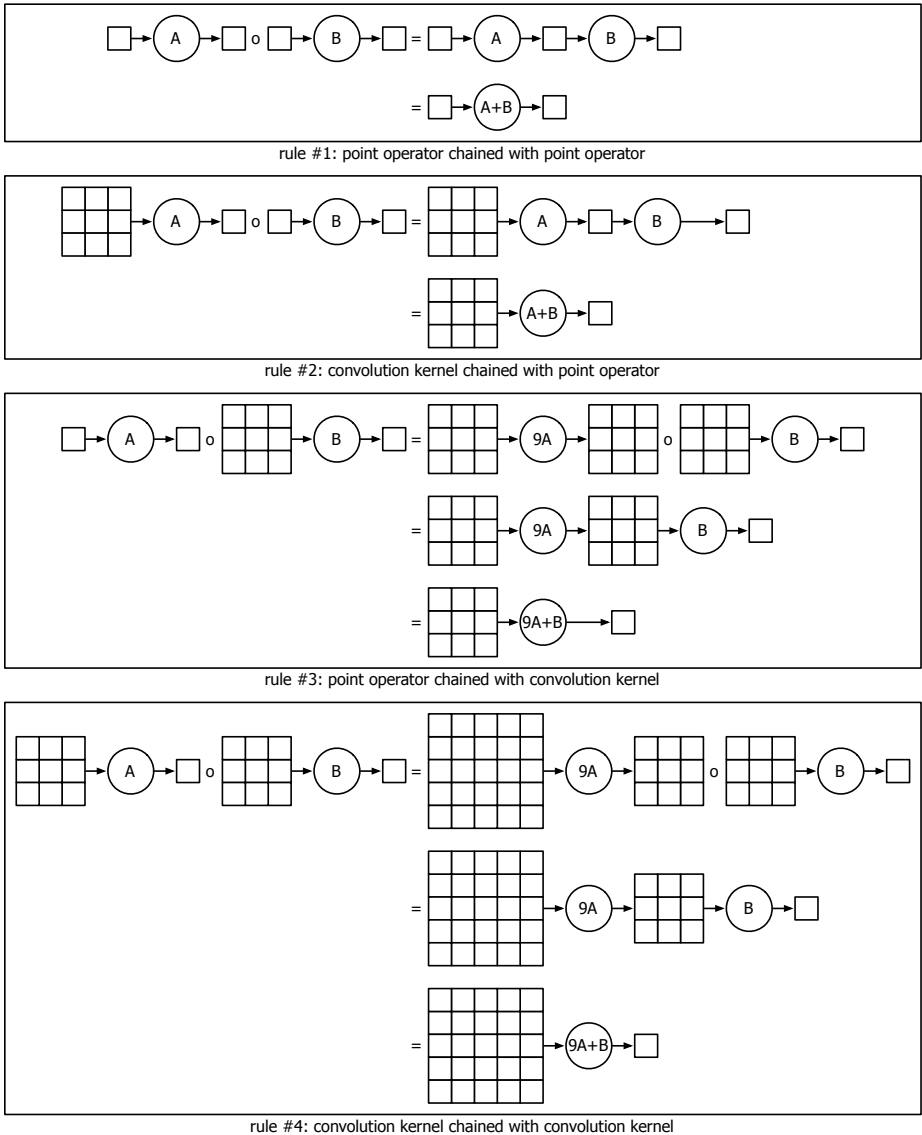 A o B = A B
= A+B
rule #1: point operator chained with point operator
A o B = A B
= A+B
rule #2: convolution kernel chained with point operator
A o B = 9A o B
= 9A B
= 9A+B
rule #3: point operator chained with convolution kernel
A o B = 9A o B
= 9A B
= 9A+B
rule #4: convolution kernel chained with convolution kernel